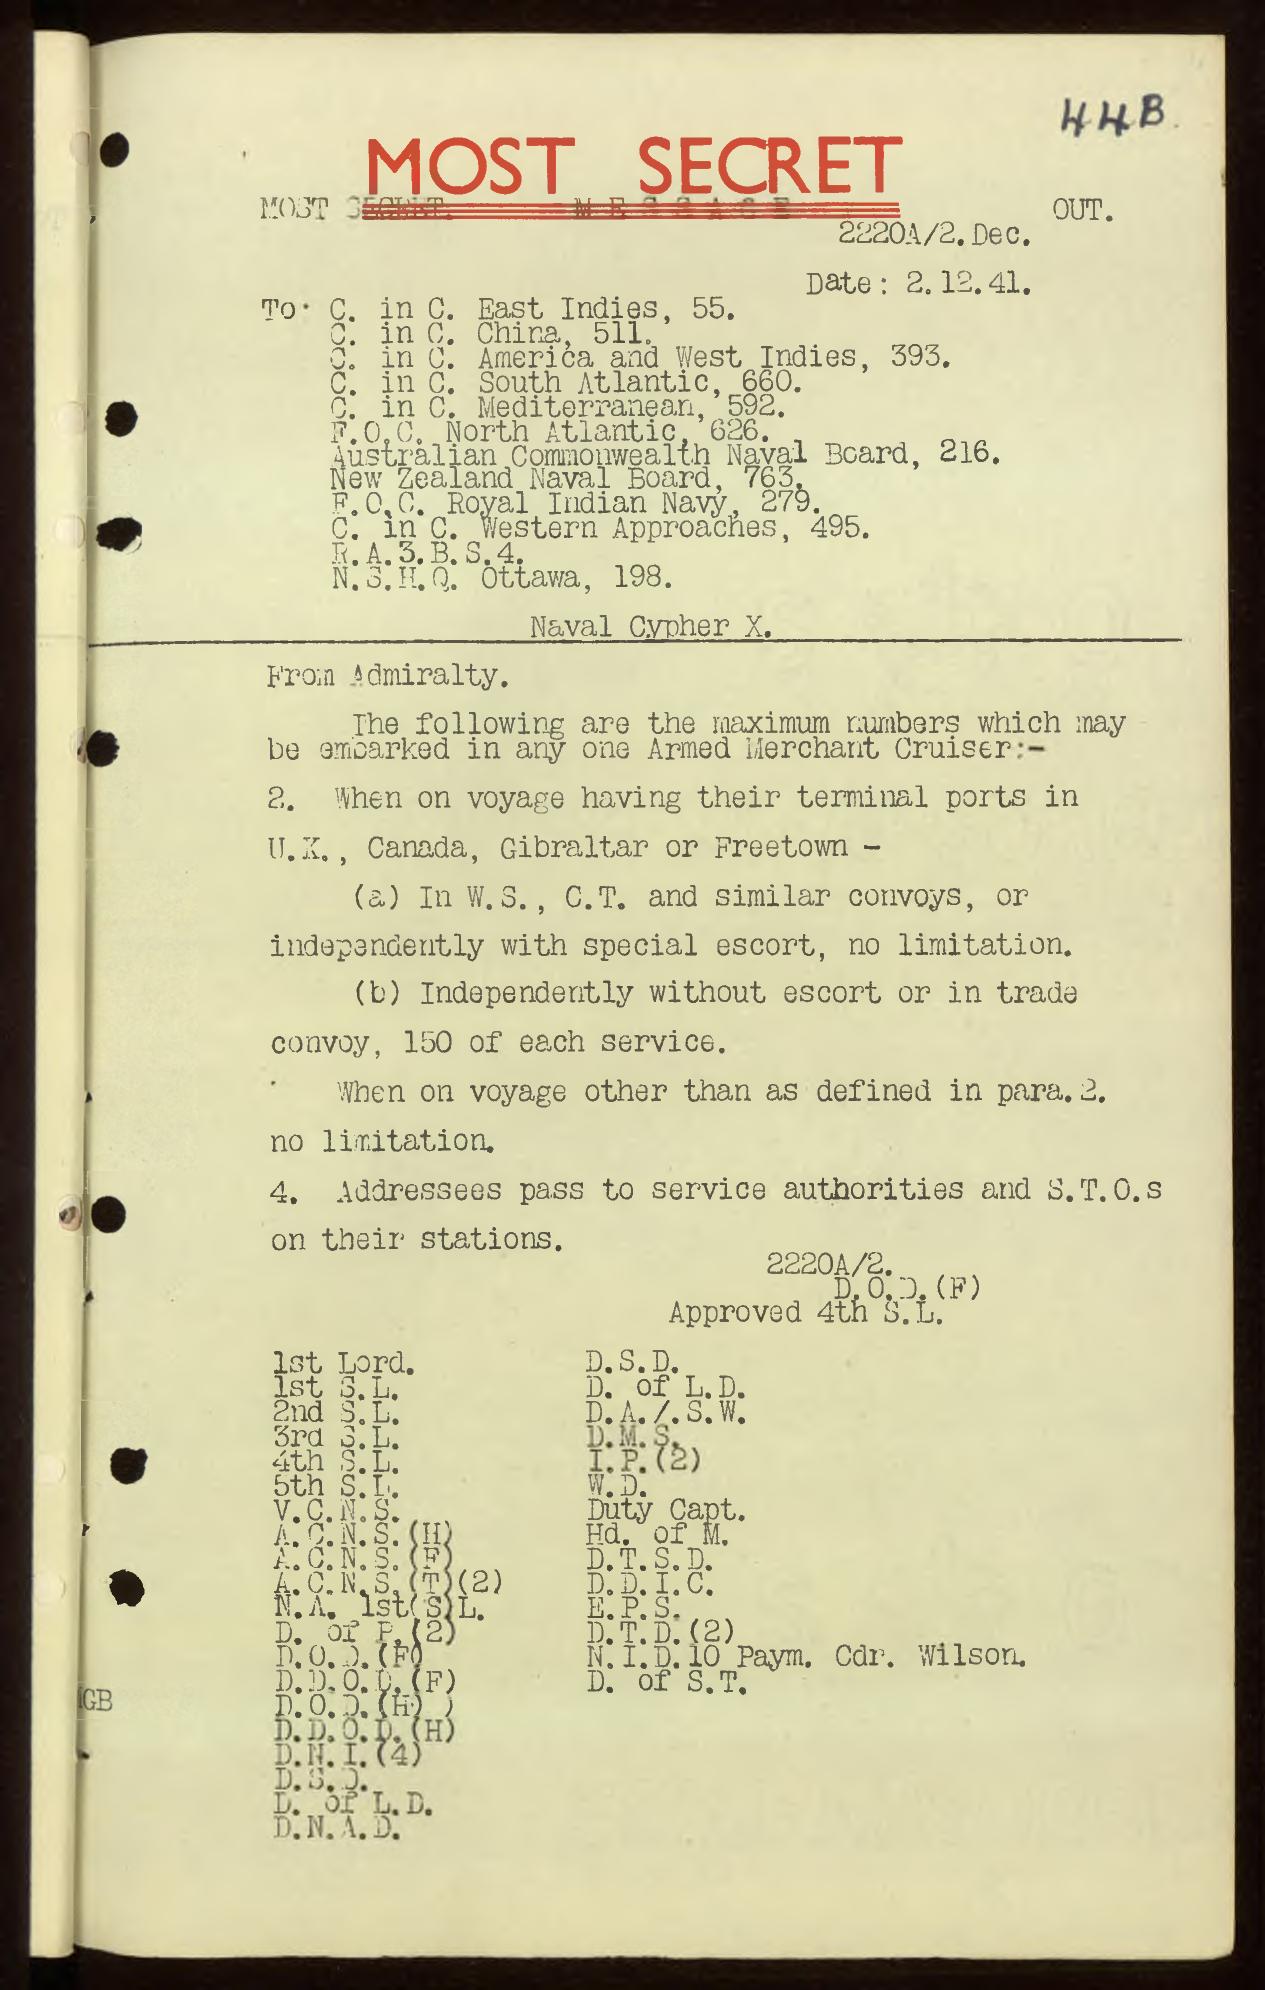 44B
MOST SECRET
MOST SECRET. MESSAGE OUT.
2220A/2. Dec.
Date: 2.12.41.
To: C. in C. East Indies, 55.
C. in C. China, 511.
C. in C. America and West Indies, 393.
C. in C. South Atlantic, 660.
C. in C. Mediterranean, 592.
F.O.C. North Atlantic, 626.
Australian Commonwealth Naval Board, 216.
New Zealand Naval Board, 763.
F.O.C. Royal Indian Navy, 279.
C. in C. Western Approaches, 495.
R.A.3.B.S.4.
N.S.H.Q. Ottawa, 198.
Naval Cypher X.
From Admiralty.
The following are the maximum numbers which may
be embarked in any one Armed Merchant Cruiser:-
2. When on voyage having their terminal ports in
U.K., Canada, Gibraltar or Freetown -
(a) In W.S., C.T. and similar convoys, or
independently with special escort, no limitation.
(b) Independently without escort or in trade
convoy, 150 of each service.
When on voyage other than as defined in para.2.
no limitation.
4. Addressees pass to service authorities and S.T.O.s
on their stations.
2220A/2.
D.O.D.(F)
Approved 4th S.L.
1st Lord.
1st S.L.
2nd S.L.
3rd S.L.
4th S.L.
5th S.L.
V.C.N.S.
A.C.N.S.(H)
A.C.N.S.(F)
A.C.N.S.(T)(2)
N.A. 1st(S)L.
D. of P.(2)
D.O.D.(F)
D.D.O.D.(F)
D.O.D.(H) )
D.D.O.D.(H)
D.N.I.(4)
D.S.D.
D. of L.D.
D.N.A.D.
D.S.D.
D. of L.D.
D.A./.S.W.
D.M.S.
I.P.(2)
W.D.
Duty Capt.
Hd. of M.
D.T.S.D.
D.D.I.C.
E.P.S.
D.T.D.(2)
N.I.D.10 Paym. Cdr. Wilson.
D. of S.T.
GB